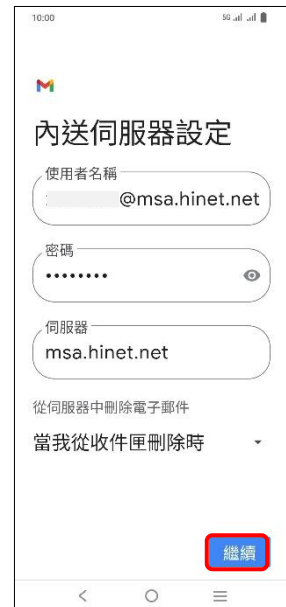 10:00
5G
內送伺服器設定
使用者名稱
@msa.hinet.net
密碼
••••••••
伺服器
msa.hinet.net
從伺服器中刪除電子郵件
當我從收件匣刪除時
繼續